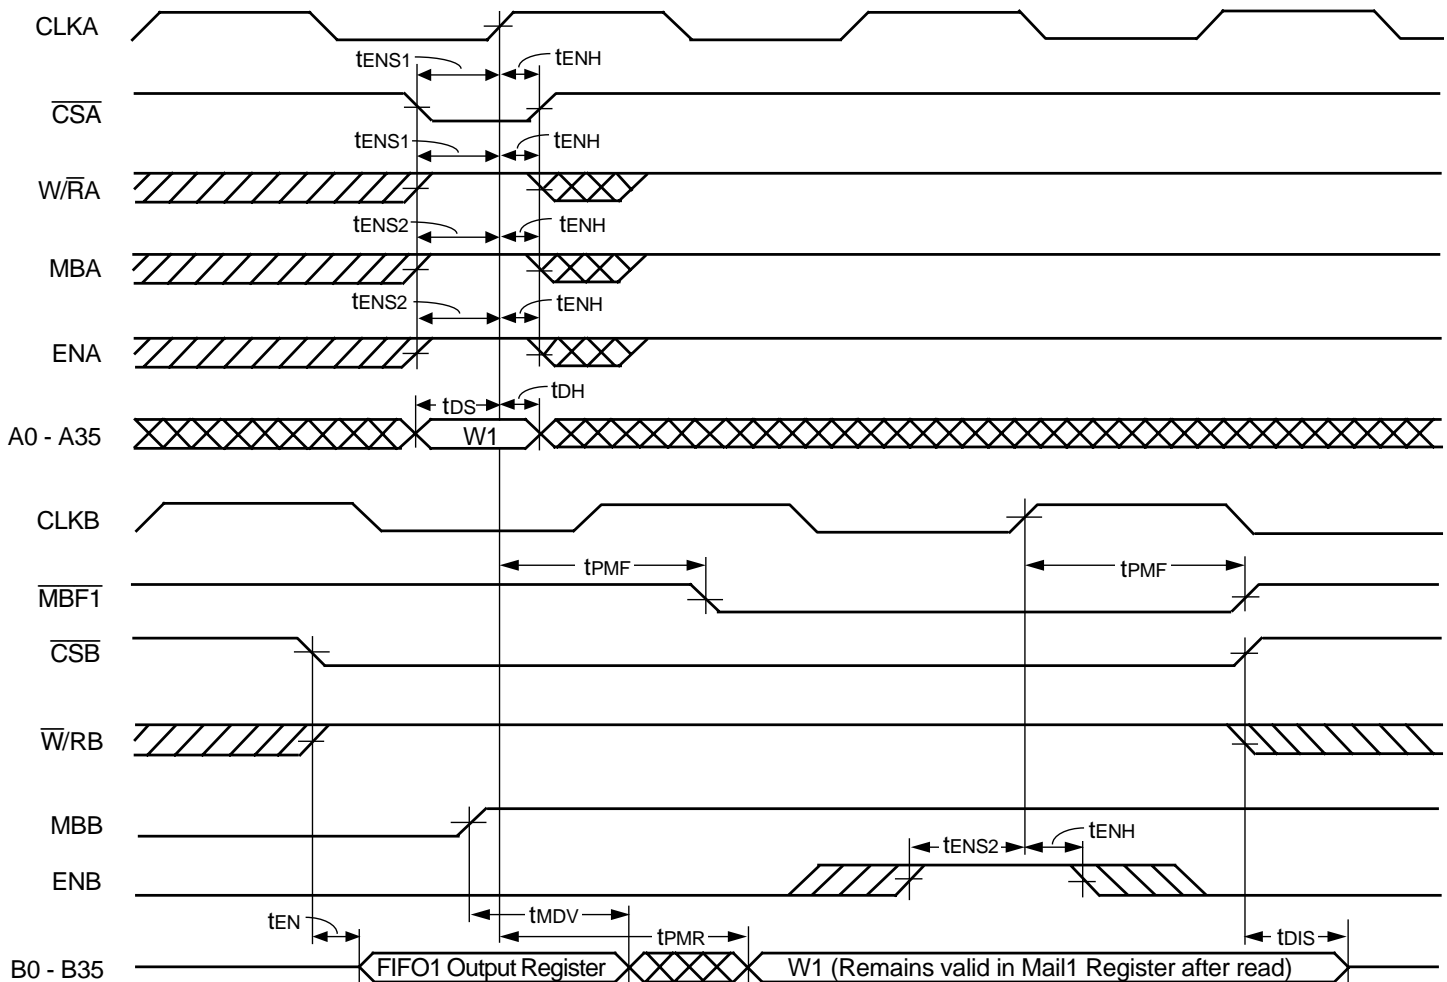 CLKA
tENS1 tENH
CSA
tENS1 tENH
W/RA
tENS2 tENH
MBA
tENS2 tENH
ENA
tDS tDH
A0 - A35 W1
CLKB
tPMF tPMF
MBF1
CSB
W/RB
MBB
tENS2 tENH
ENB
tEN tMDV
tPMR tDIS
B0 - B35 FIFO1 Output Register W1 (Remains valid in Mail1 Register after read)